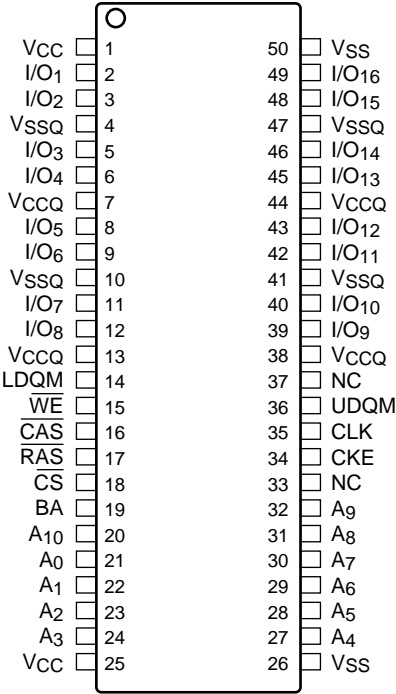 VCC 1 50 VSS
I/O1 2 49 I/O16
I/O2 3 48 I/O15
VSSQ 4 47 VSSQ
I/O3 5 46 I/O14
I/O4 6 45 I/O13
VCCQ 7 44 VCCQ
I/O5 8 43 I/O12
I/O6 9 42 I/O11
VSSQ 10 41 VSSQ
I/O7 11 40 I/O10
I/O8 12 39 I/O9
VCCQ 13 38 VCCQ
LDQM 14 37 NC
W̅E̅ 15 36 UDQM
C̅A̅S̅ 16 35 CLK
R̅A̅S̅ 17 34 CKE
C̅S̅ 18 33 NC
BA 19 32 A9
A10 20 31 A8
A0 21 30 A7
A1 22 29 A6
A2 23 28 A5
A3 24 27 A4
VCC 25 26 VSS